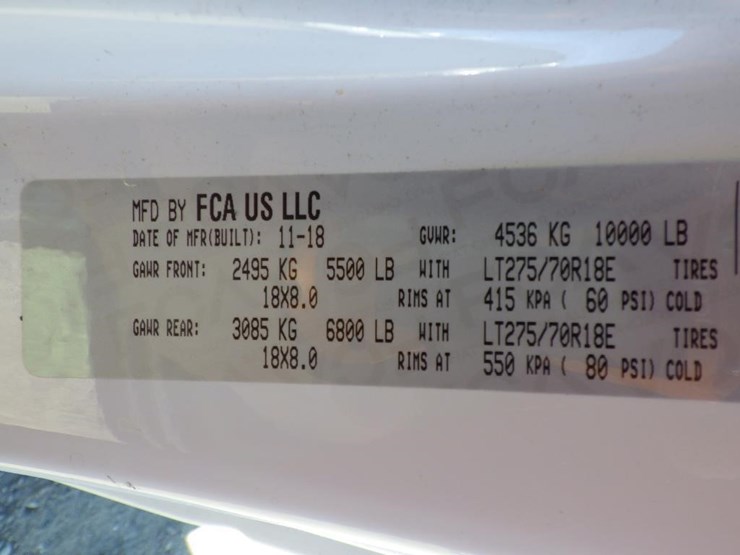 MFD BY FCA US LLC
DATE OF MFR(BUILT): 11-18 GVWR: 4536 KG 10000 LB
GAWR FRONT: 2495 KG 5500 LB WITH LT275/70R18E TIRES
18X8.0 RIMS AT 415 KPA ( 60 PSI) COLD
GAWR REAR: 3085 KG 6800 LB WITH LT275/70R18E TIRES
18X8.0 RIMS AT 550 KPA ( 80 PSI) COLD